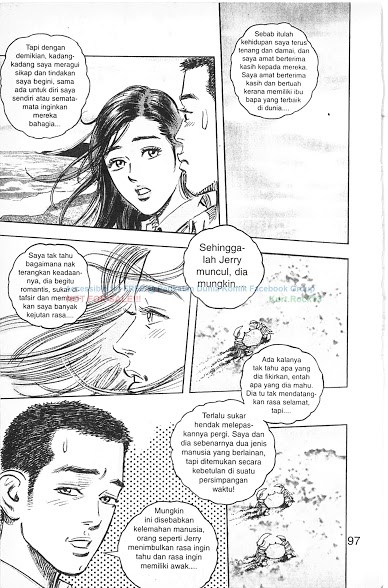 Sebab itulah
kehidupan saya terus
tenang dan damai, dan
saya amat berterima
kasih kepada mereka.
Saya amat berterima
kasih dan bertuah
kerana memiliki ibu
bapa yang terbaik
di dunia....
Tapi dengan
demikian, kadang-
kadang saya meragui
sikap dan tindakan
saya begini, sama
ada untuk diri saya
sendiri atau semata-
mata inginkan
mereka
bahagia....
Sehingga-
lah Jerry
muncul, dia
mungkin....
Saya tak tahu
bagaimana nak
terangkan keadaan-
nya, dia begitu
romantis, sukar di
tafsir dan memberi-
kan saya banyak
kejutan rasa....
Ada kalanya
tak tahu apa yang
dia fikirkan, entah
apa yang dia mahu.
Dia tu tak mendatang-
kan rasa selamat,
tapi....
Terlalu sukar
hendak melepas-
kannya pergi. Saya dan
dia sebenarnya dua jenis
manusia yang berlainan,
tapi ditemukan secara
kebetulan di suatu
persimpangan
waktu!
Mungkin
ini disebabkan
kelemahan manusia,
orang seperti Jerry
menimbulkan rasa ingin
tahu dan rasa ingin
memiliki awak....
97